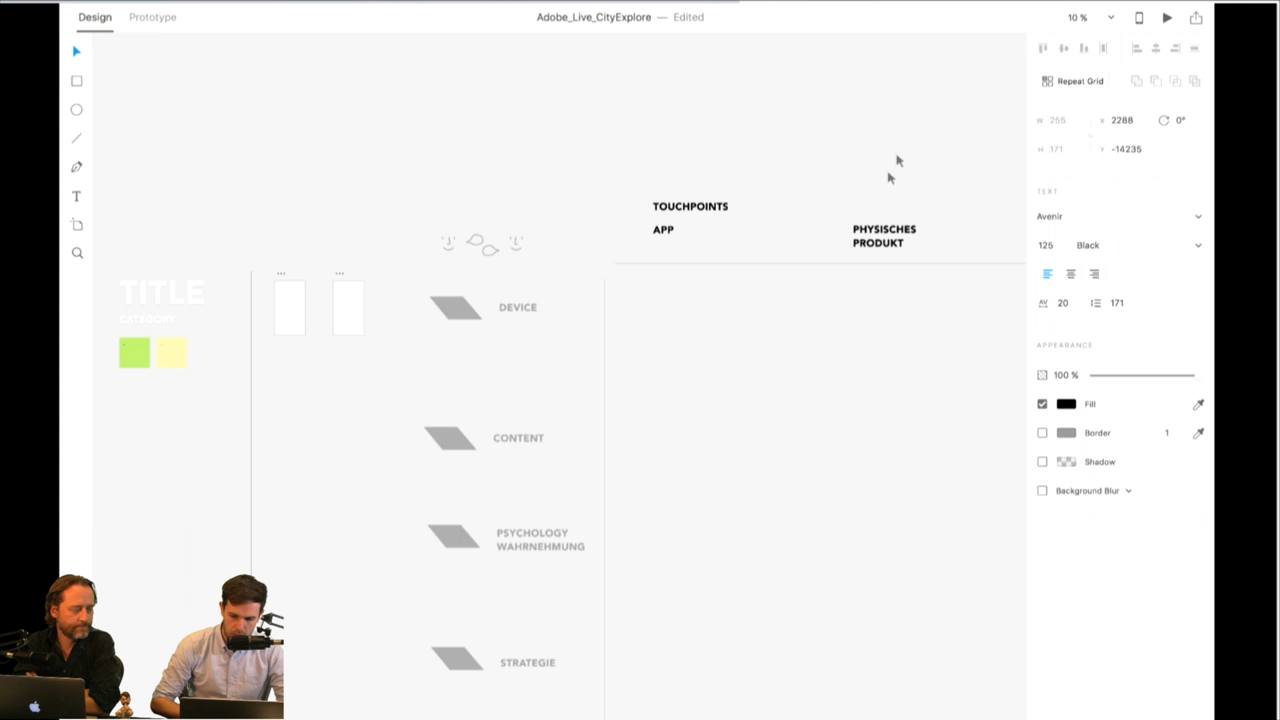 Design
Prototype
Adobe_Live_CityExplore — Edited
10 %
Repeat Grid
W 255
X 2288
0°
H 171
Y -14235
TEXT
Avenir
125
Black
20
171
APPEARANCE
100 %
Fill
Border
1
Shadow
Background Blur
TOUCHPOINTS
APP
PHYSISCHES
PRODUKT
TITLE
CATEGORY
DEVICE
CONTENT
PSYCHOLOGY
WAHRNEHMUNG
STRATEGIE